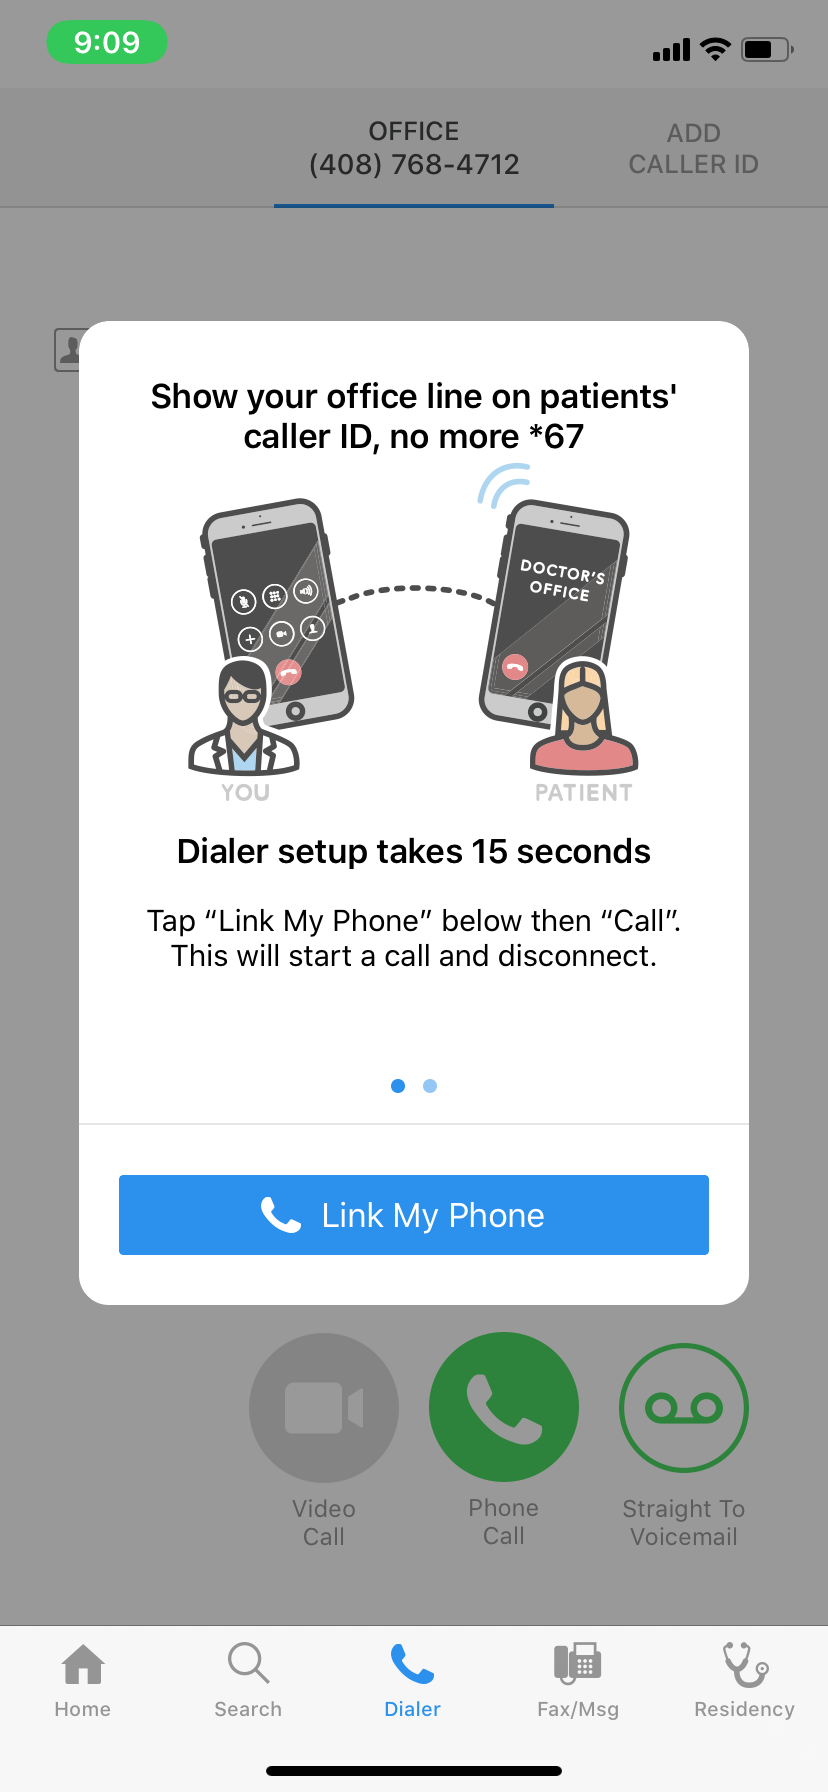 9:09
OFFICE
(408) 768-4712
ADD
CALLER ID
Show your office line on patients'
caller ID, no more *67
DOCTOR'S
OFFICE
YOU
PATIENT
Dialer setup takes 15 seconds
Tap “Link My Phone” below then “Call”.
This will start a call and disconnect.
Link My Phone
Video
Call
Phone
Call
Straight To
Voicemail
Home
Search
Dialer
Fax/Msg
Residency